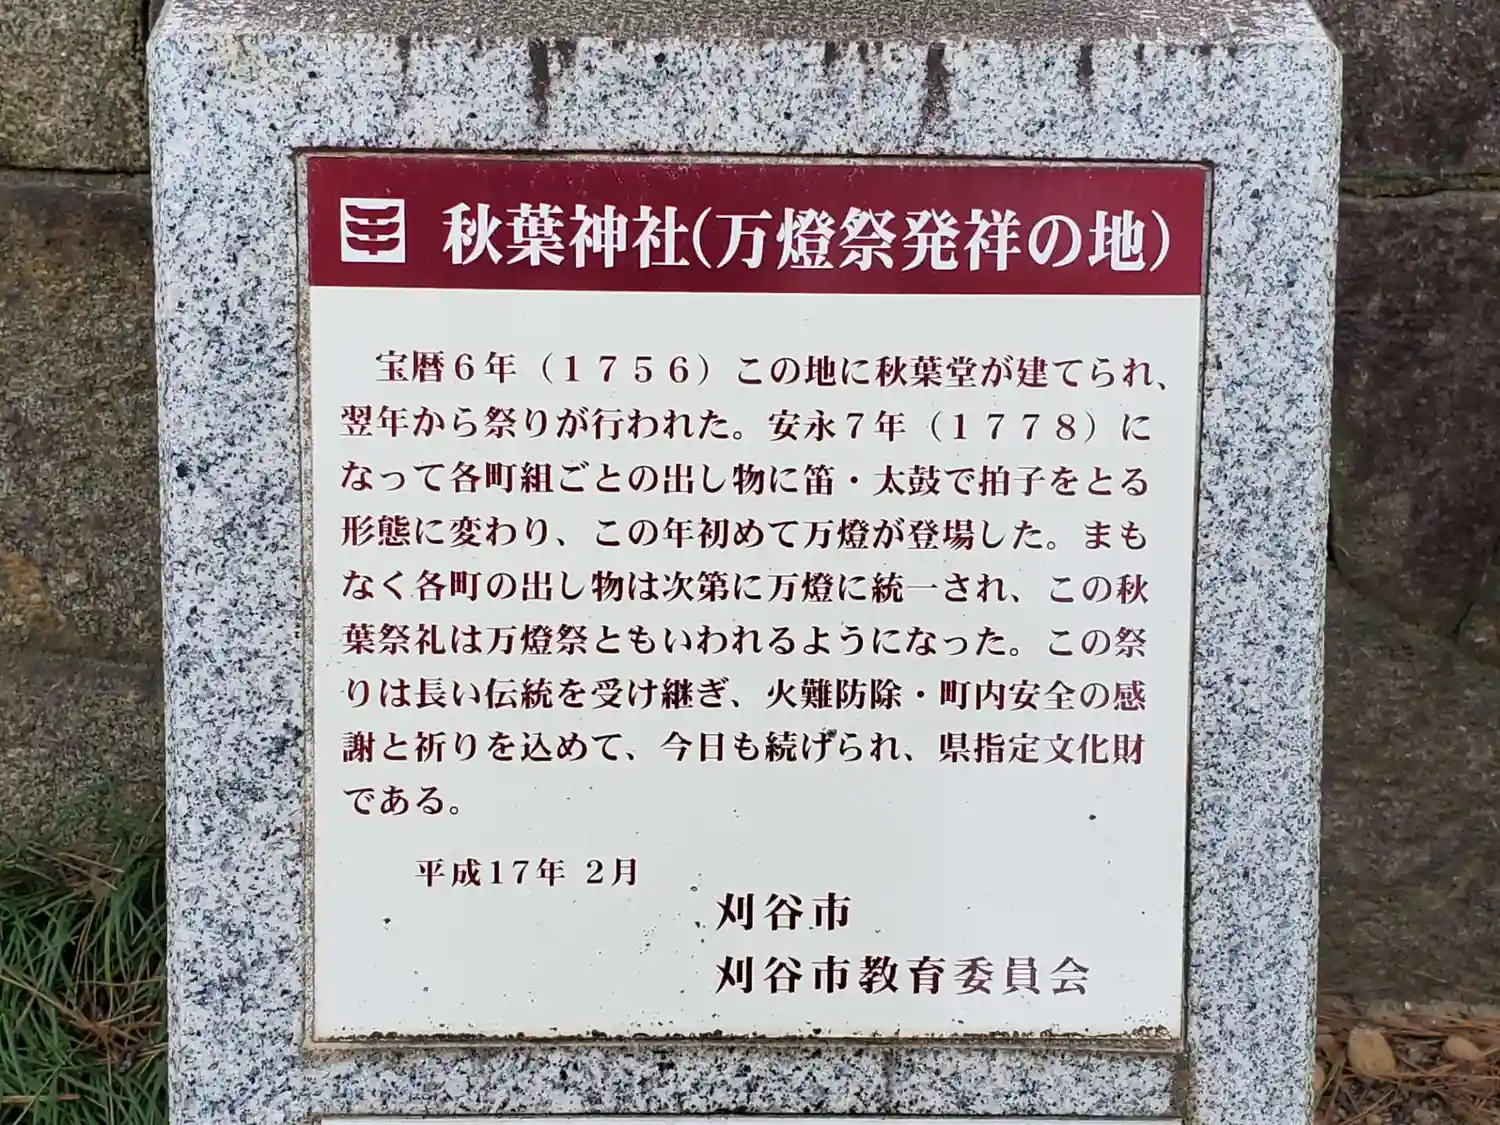 秋葉神社(万燈祭発祥の地)
宝暦6年（1756）この地に秋葉堂が建てられ、
翌年から祭りが行われた。安永7年（1778）に
なって各町組ごとの出し物に笛・太鼓で拍子をとる
形態に変わり、この年初めて万燈が登場した。まも
なく各町の出し物は次第に万燈に統一され、この秋
葉祭礼は万燈祭ともいわれるようになった。この祭
りは長い伝統を受け継ぎ、火難防除・町内安全の感
謝と祈りを込めて、今日も続けられ、県指定文化財
である。
平成17年 2月
刈谷市
刈谷市教育委員会